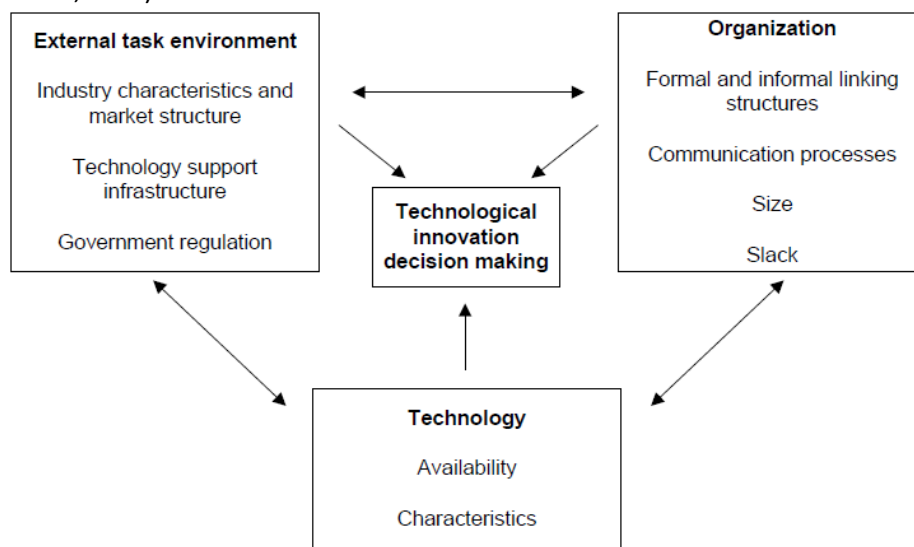 External task environment
Industry characteristics and
market structure
Technology support
infrastructure
Government regulation
Organization
Formal and informal linking
structures
Communication processes
Size
Slack
Technological
innovation
decision making
Technology
Availability
Characteristics